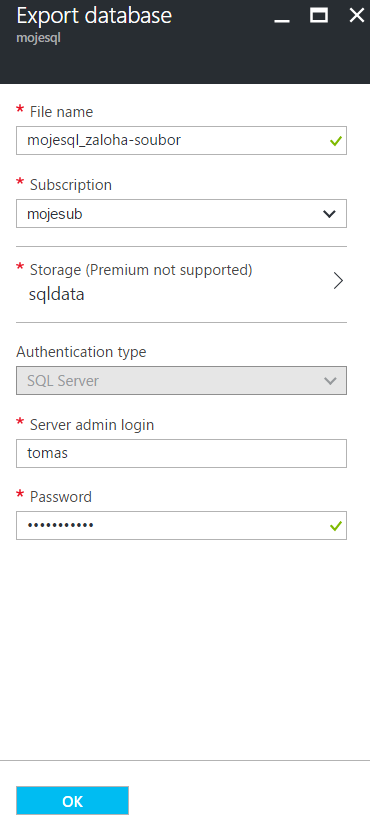 Export database
mojesql
* File name
mojesql_zaloha-soubor
* Subscription
mojesub
* Storage (Premium not supported)
sqldata
Authentication type
SQL Server
* Server admin login
tomas
* Password
•••••••••••
OK